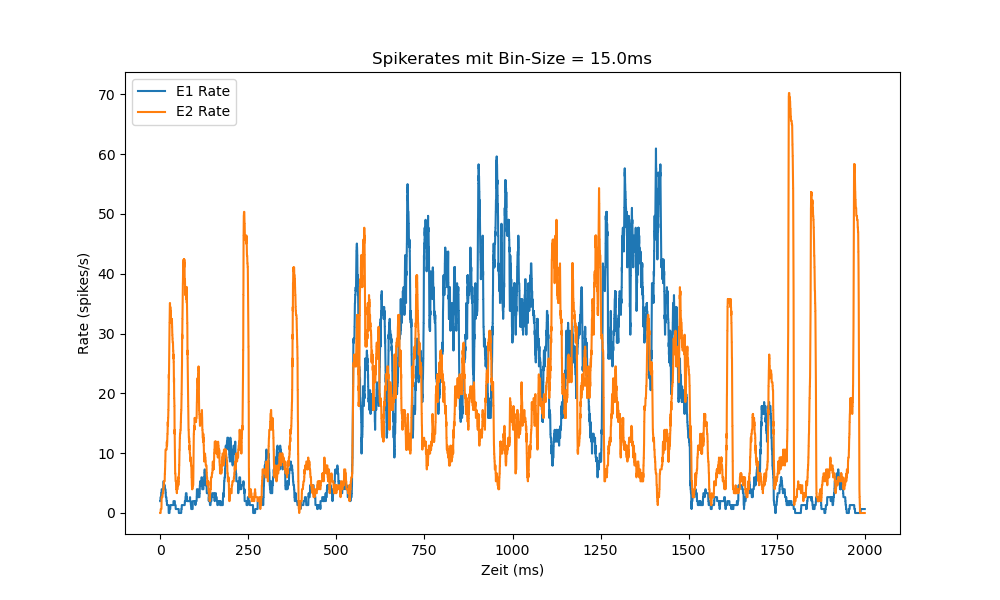 Spikerates mit Bin-Size = 15.0ms
E1 Rate
E2 Rate
Rate (spikes/s)
70
60
50
40
30
20
10
0
0 250 500 750 1000 1250 1500 1750 2000
Zeit (ms)